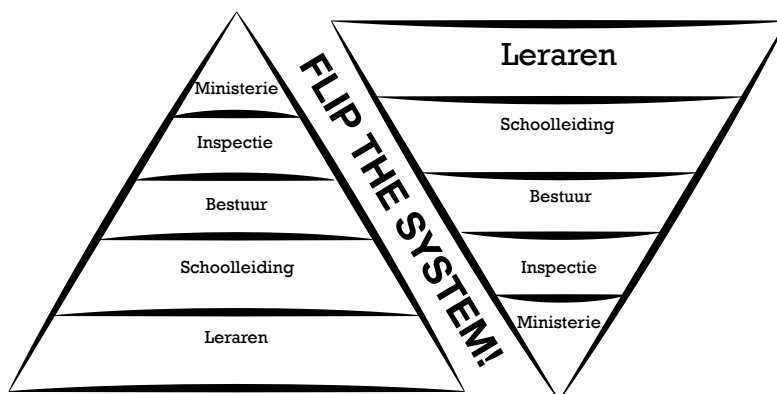 Ministerie
Inspectie
Bestuur
Schoolleiding
Leraren
FLIP THE SYSTEM!
Leraren
Schoolleiding
Bestuur
Inspectie
Ministerie